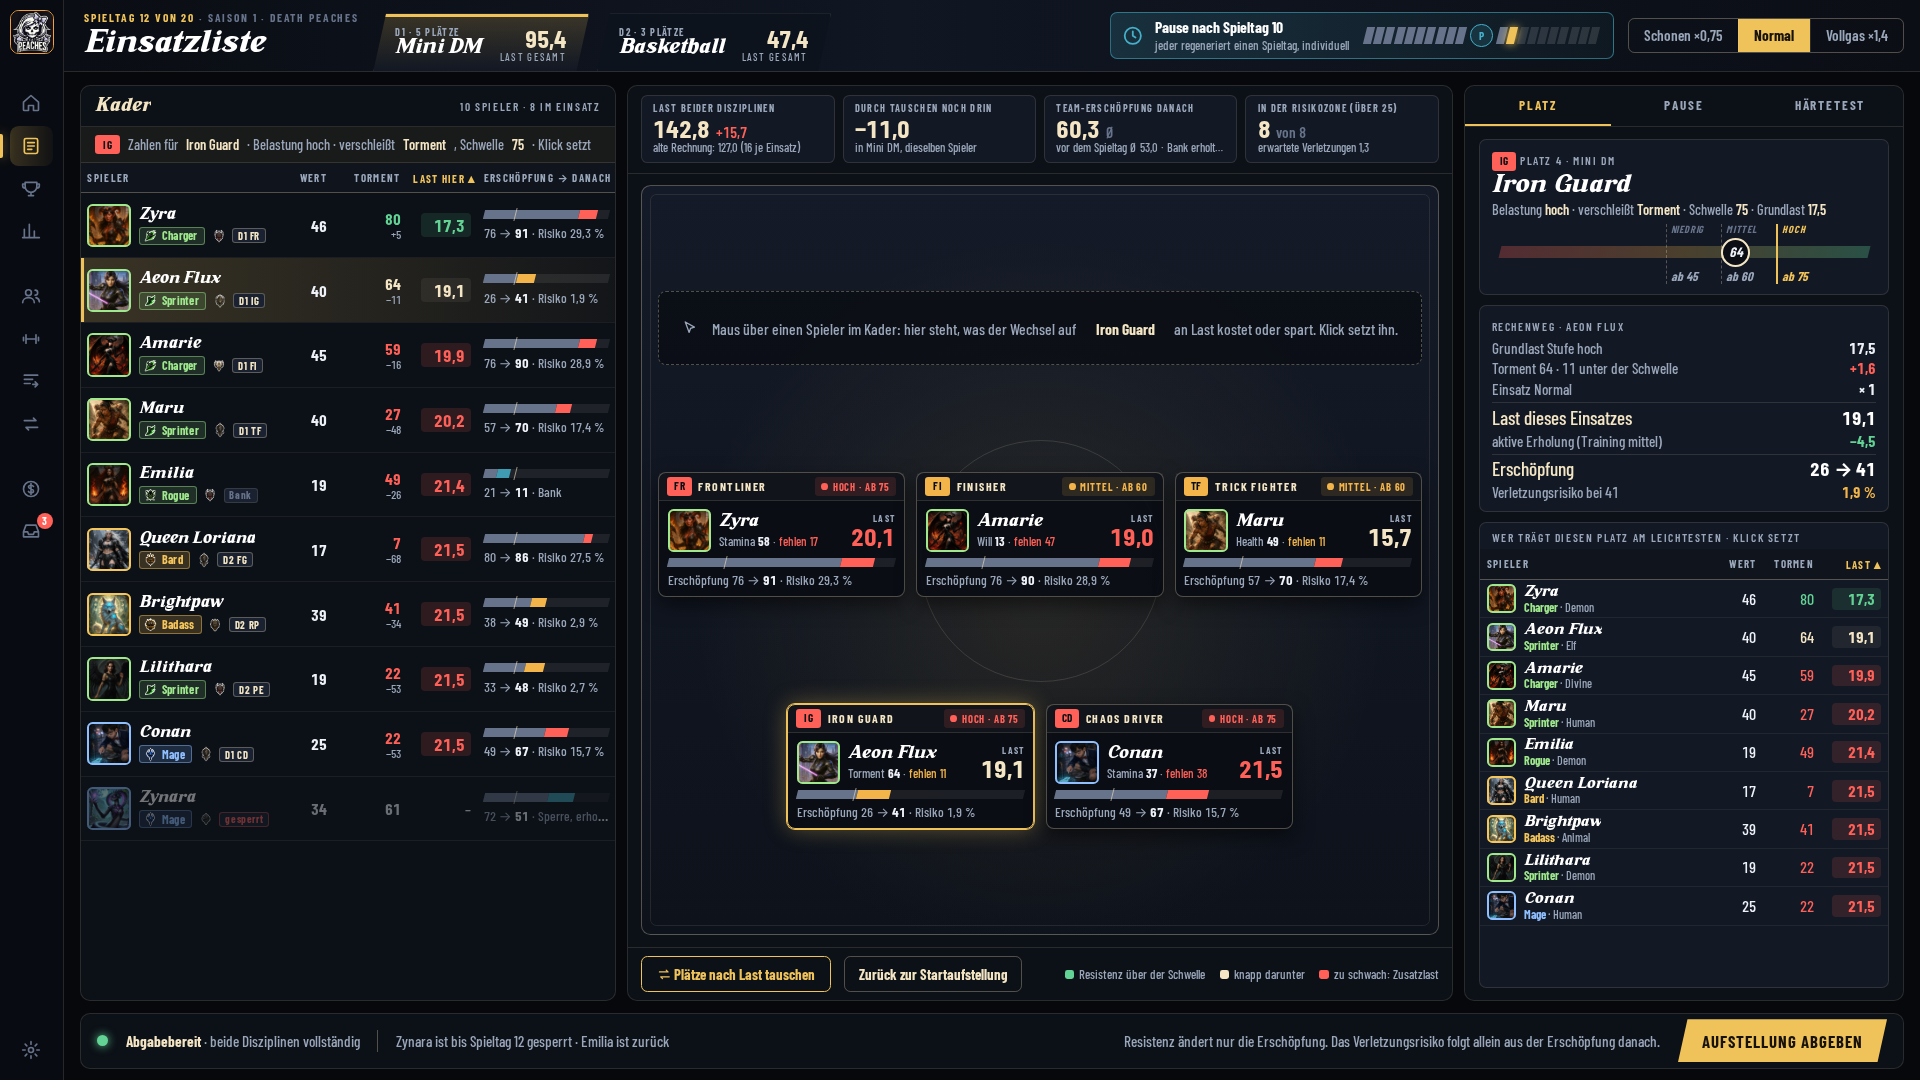 SPIELTAG 12 VON 20 · SAISON 1 · DEATH PEACHES
Einsatzliste
D1 · 5 PLÄTZE
Mini DM
95,4
LAST GESAMT
D2 · 3 PLÄTZE
Basketball
47,4
LAST GESAMT
Pause nach Spieltag 10
jeder regeneriert einen Spieltag, individuell
P
Schonen ×0,75
Normal
Vollgas ×1,4
PEACHES
3
Kader
10 SPIELER · 8 IM EINSATZ
IG Zahlen für Iron Guard · Belastung hoch · verschleißt Torment , Schwelle 75 · Klick setzt
SPIELER WERT TORMENT LAST HIER ▲ ERSCHÖPFUNG → DANACH
Zyra
Charger D1 FR
46
80
+5
17,3
76 → 91 · Risiko 29,3 %
Aeon Flux
Sprinter D1 IG
40
64
−11
19,1
26 → 41 · Risiko 1,9 %
Amarie
Charger D1 FI
45
59
−16
19,9
76 → 90 · Risiko 28,9 %
Maru
Sprinter D1 TF
40
27
−48
20,2
57 → 70 · Risiko 17,4 %
Emilia
Rogue Bank
19
49
−26
21,4
21 → 11 · Bank
Queen Loriana
Bard D2 FG
17
7
−68
21,5
80 → 86 · Risiko 27,5 %
Brightpaw
Badass D2 RP
39
41
−34
21,5
38 → 49 · Risiko 2,9 %
Lilithara
Sprinter D2 PE
19
22
−53
21,5
33 → 48 · Risiko 2,7 %
Conan
Mage D1 CD
25
22
−53
21,5
49 → 67 · Risiko 15,7 %
Zynara
Mage gesperrt
34
61
–
72 → 51 · Sperre, erho...
LAST BEIDER DISZIPLINEN
142,8 +15,7
alte Rechnung: 127,0 (16 je Einsatz)
DURCH TAUSCHEN NOCH DRIN
−11,0
in Mini DM, dieselben Spieler
TEAM-ERSCHÖPFUNG DANACH
60,3 Ø
vor dem Spieltag Ø 53,0 · Bank erholt...
IN DER RISIKOZONE (ÜBER 25)
8 von 8
erwartete Verletzungen 1,3
Maus über einen Spieler im Kader: hier steht, was der Wechsel auf Iron Guard an Last kostet oder spart. Klick setzt ihn.
FR FRONTLINER HOCH · AB 75
Zyra
LAST
Stamina 58 · fehlen 17
20,1
Erschöpfung 76 → 91 · Risiko 29,3 %
FI FINISHER MITTEL · AB 60
Amarie
LAST
Will 13 · fehlen 47
19,0
Erschöpfung 76 → 90 · Risiko 28,9 %
TF TRICK FIGHTER MITTEL · AB 60
Maru
LAST
Health 49 · fehlen 11
15,7
Erschöpfung 57 → 70 · Risiko 17,4 %
IG IRON GUARD HOCH · AB 75
Aeon Flux
LAST
Torment 64 · fehlen 11
19,1
Erschöpfung 26 → 41 · Risiko 1,9 %
CD CHAOS DRIVER HOCH · AB 75
Conan
LAST
Stamina 37 · fehlen 38
21,5
Erschöpfung 49 → 67 · Risiko 15,7 %
Plätze nach Last tauschen
Zurück zur Startaufstellung
Resistenz über der Schwelle
knapp darunter
zu schwach: Zusatzlast
PLATZ PAUSE HÄRTETEST
IG PLATZ 4 · MINI DM
Iron Guard
Belastung hoch · verschleißt Torment · Schwelle 75 · Grundlast 17,5
NIEDRIG MITTEL HOCH
64
ab 45 ab 60 ab 75
RECHENWEG · AEON FLUX
Grundlast Stufe hoch 17,5
Torment 64 · 11 unter der Schwelle +1,6
Einsatz Normal × 1
Last dieses Einsatzes 19,1
aktive Erholung (Training mittel) −4,5
Erschöpfung 26 → 41
Verletzungsrisiko bei 41 1,9 %
WER TRÄGT DIESEN PLATZ AM LEICHTESTEN · KLICK SETZT
SPIELER WERT TORMEN LAST ▲
Zyra
Charger · Demon
46 80 17,3
Aeon Flux
Sprinter · Elf
40 64 19,1
Amarie
Charger · Divine
45 59 19,9
Maru
Sprinter · Human
40 27 20,2
Emilia
Rogue · Demon
19 49 21,4
Queen Loriana
Bard · Human
17 7 21,5
Brightpaw
Badass · Animal
39 41 21,5
Lilithara
Sprinter · Demon
19 22 21,5
Conan
Mage · Human
25 22 21,5
Abgabebereit · beide Disziplinen vollständig
Zynara ist bis Spieltag 12 gesperrt · Emilia ist zurück
Resistenz ändert nur die Erschöpfung. Das Verletzungsrisiko folgt allein aus der Erschöpfung danach.
AUFSTELLUNG ABGEBEN